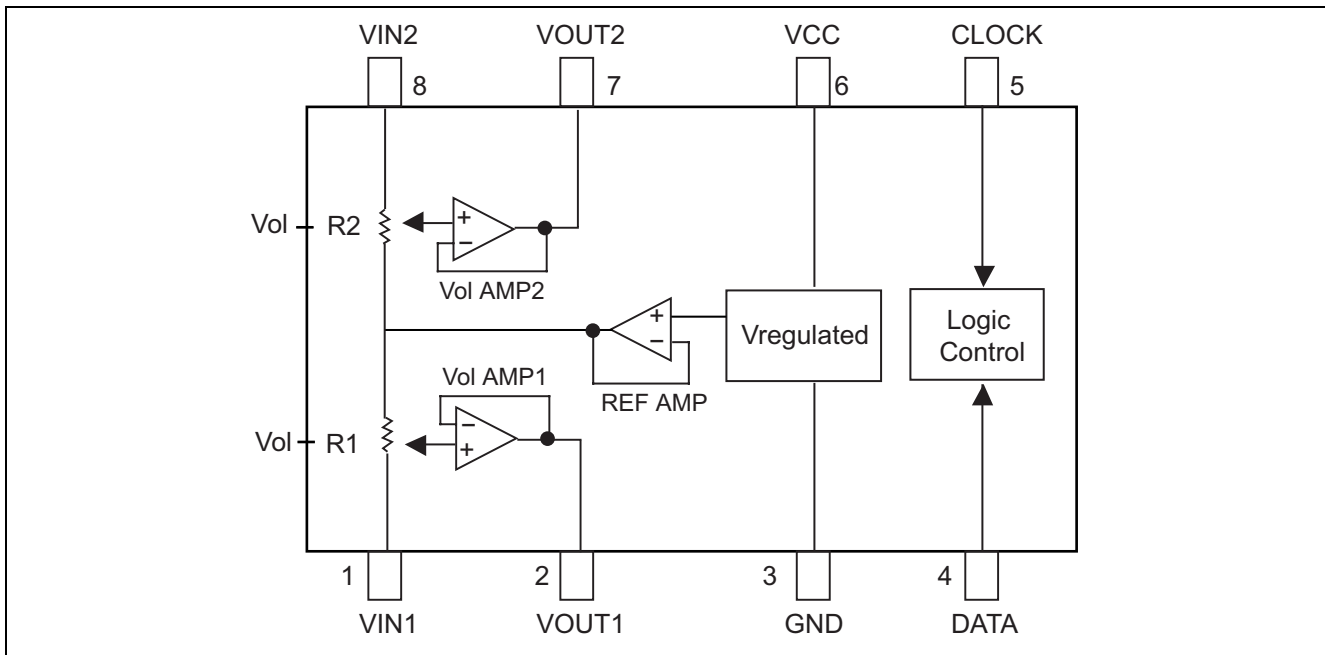 VIN2 VOUT2 VCC CLOCK
8 7 6 5
Vol R2 + −
Vol AMP2
+ − Vregulated Logic
Control
REF AMP
Vol AMP1
Vol R1 − +
1 2 3 4
VIN1 VOUT1 GND DATA